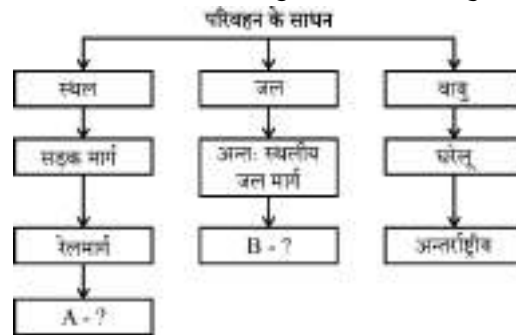 परिवहन के साधन
स्थल
जल
वायु
सड़क मार्ग
अन्तः स्थलीय
जल मार्ग
घरेलू
रेलमार्ग
B - ?
अन्तर्राष्ट्रीय
A - ?